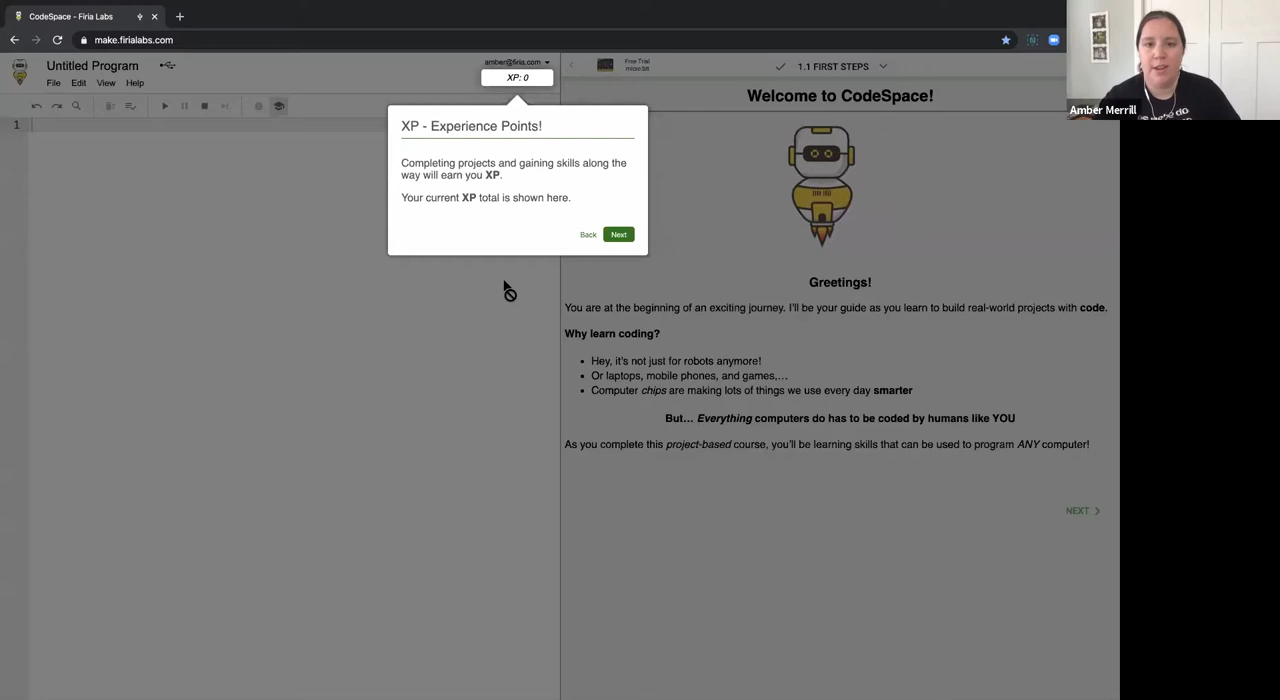 CodeSpace - Firia Labs
make.firialabs.com
Untitled Program
File Edit View Help
amber@firia.com
XP: 0
1
XP - Experience Points!
Completing projects and gaining skills along the
way will earn you XP.
Your current XP total is shown here.
Back Next
Free Trial
micro:bit
1.1 FIRST STEPS
Welcome to CodeSpace!
Greetings!
You are at the beginning of an exciting journey. I'll be your guide as you learn to build real-world projects with code.
Why learn coding?
• Hey, it's not just for robots anymore!
• Or laptops, mobile phones, and games,...
• Computer chips are making lots of things we use every day smarter
But... Everything computers do has to be coded by humans like YOU
As you complete this project-based course, you'll be learning skills that can be used to program ANY computer!
NEXT
Amber Merrill